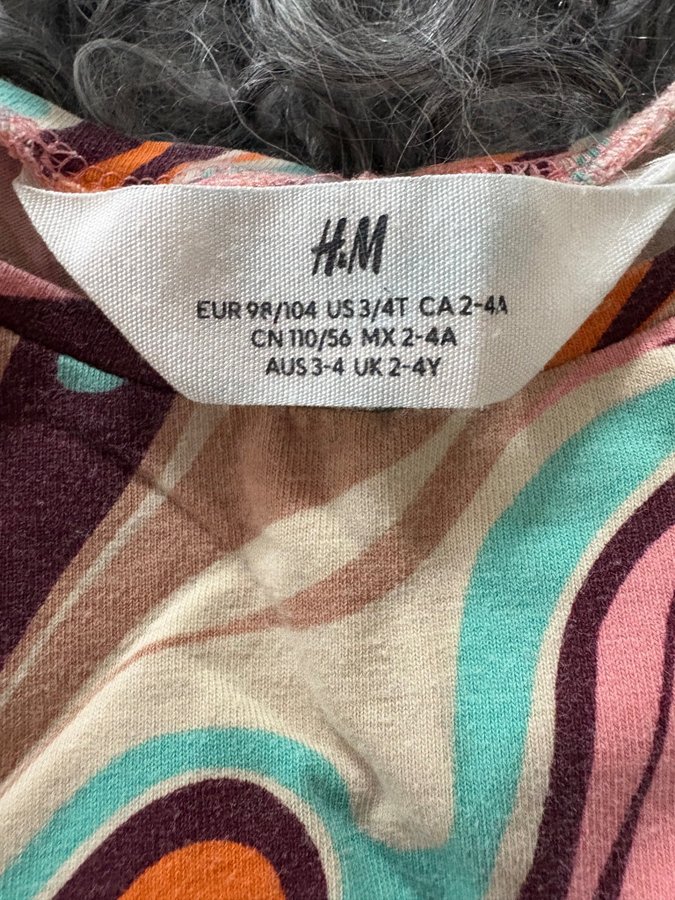 H&M
EUR 98/104 US 3/4T CA 2-4A
CN 110/56 MX 2-4A
AUS 3-4 UK 2-4Y